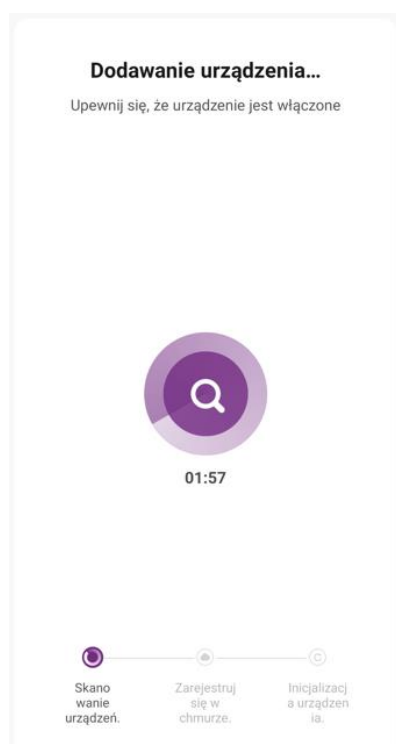 Dodawanie urządzenia...
Upewnij się, że urządzenie jest włączone
01:57
Skano
wanie
urządzeń.
Zarejestruj
się w
chmurze.
Inicjalizacj
a urządzen
ia.